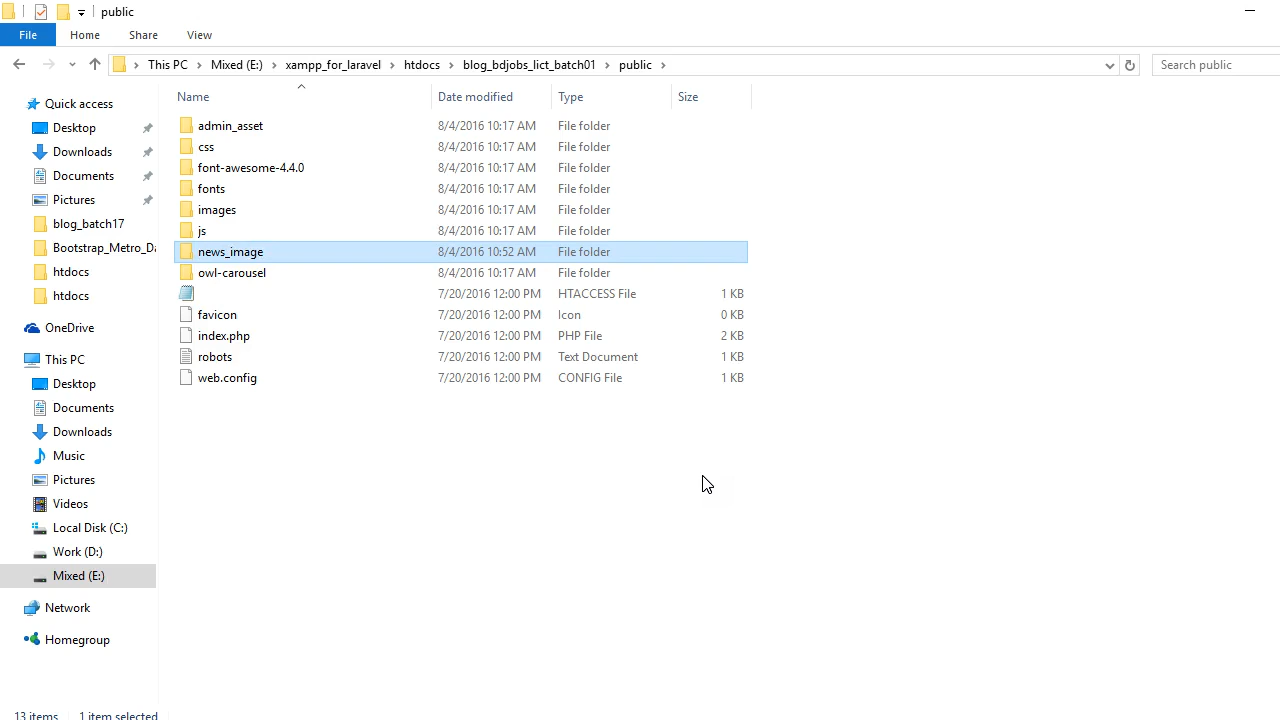 public
File Home Share View
This PC Mixed (E:) xampp_for_laravel htdocs blog_bdjobs_lict_batch01 public Search public
Name Date modified Type Size
Quick access
Desktop
Downloads
Documents
Pictures
blog_batch17
Bootstrap_Metro_Da
htdocs
htdocs
OneDrive
This PC
Desktop
Documents
Downloads
Music
Pictures
Videos
Local Disk (C:)
Work (D:)
Mixed (E:)
Network
Homegroup
admin_asset 8/4/2016 10:17 AM File folder
css 8/4/2016 10:17 AM File folder
font-awesome-4.4.0 8/4/2016 10:17 AM File folder
fonts 8/4/2016 10:17 AM File folder
images 8/4/2016 10:17 AM File folder
js 8/4/2016 10:17 AM File folder
news_image 8/4/2016 10:52 AM File folder
owl-carousel 8/4/2016 10:17 AM File folder
7/20/2016 12:00 PM HTACCESS File 1 KB
favicon 7/20/2016 12:00 PM Icon 0 KB
index.php 7/20/2016 12:00 PM PHP File 2 KB
robots 7/20/2016 12:00 PM Text Document 1 KB
web.config 7/20/2016 12:00 PM CONFIG File 1 KB
13 items 1 item selected